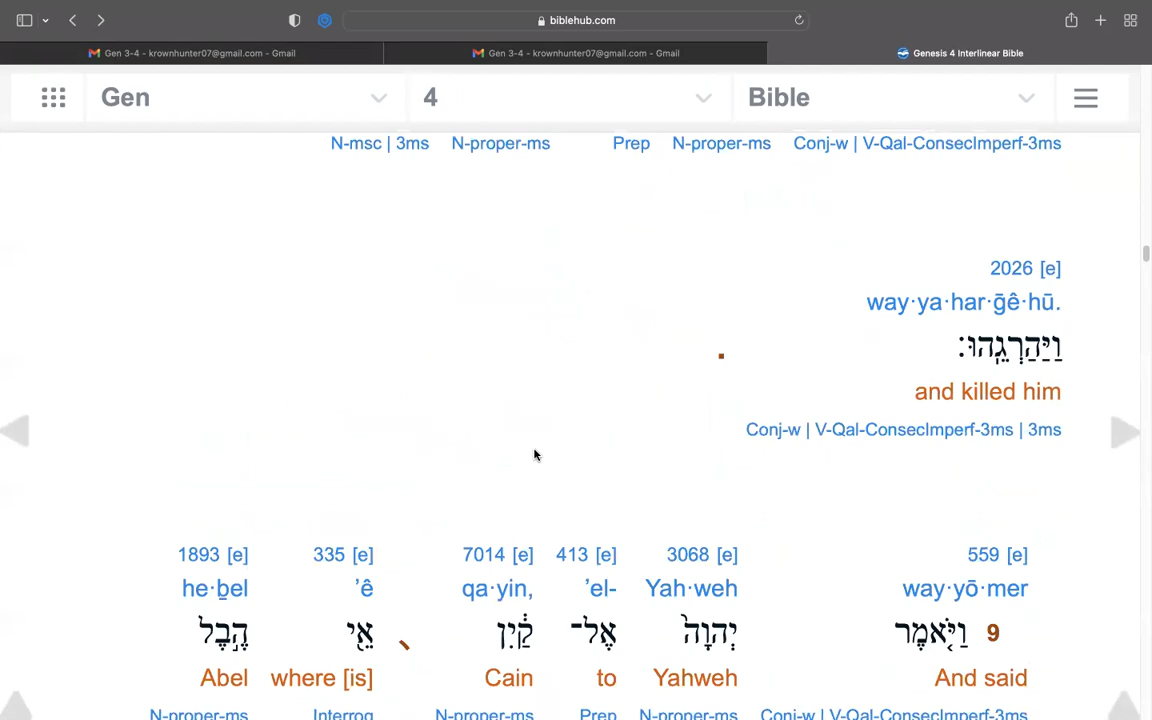 biblehub.com
Gen 3-4 - krownhunter07@gmail.com - Gmail
Gen 3-4 - krownhunter07@gmail.com - Gmail
Genesis 4 Interlinear Bible
Gen
4
Bible
N-msc | 3ms N-proper-ms Prep N-proper-ms Conj-w | V-Qal-ConsecImperf-3ms
2026 [e]
way·ya·har·ḡê·hū.
וַיַּהַרְגֵֽהוּ׃ .
and killed him
Conj-w | V-Qal-ConsecImperf-3ms | 3ms
1893 [e] 335 [e] 7014 [e] 413 [e] 3068 [e] 559 [e]
he·ḇel ’ê qa·yin, ’el- Yah·weh way·yō·mer
9 וַיֹּ֤אמֶר יְהוָה֙ אֶל־ קַ֔יִן 、 אֵ֖י הֶ֣בֶל
Abel where [is] Cain to Yahweh And said
N-proper-ms Interrog N-proper-ms Prep N-proper-ms Conj-w | V-Qal-ConsecImperf-3ms